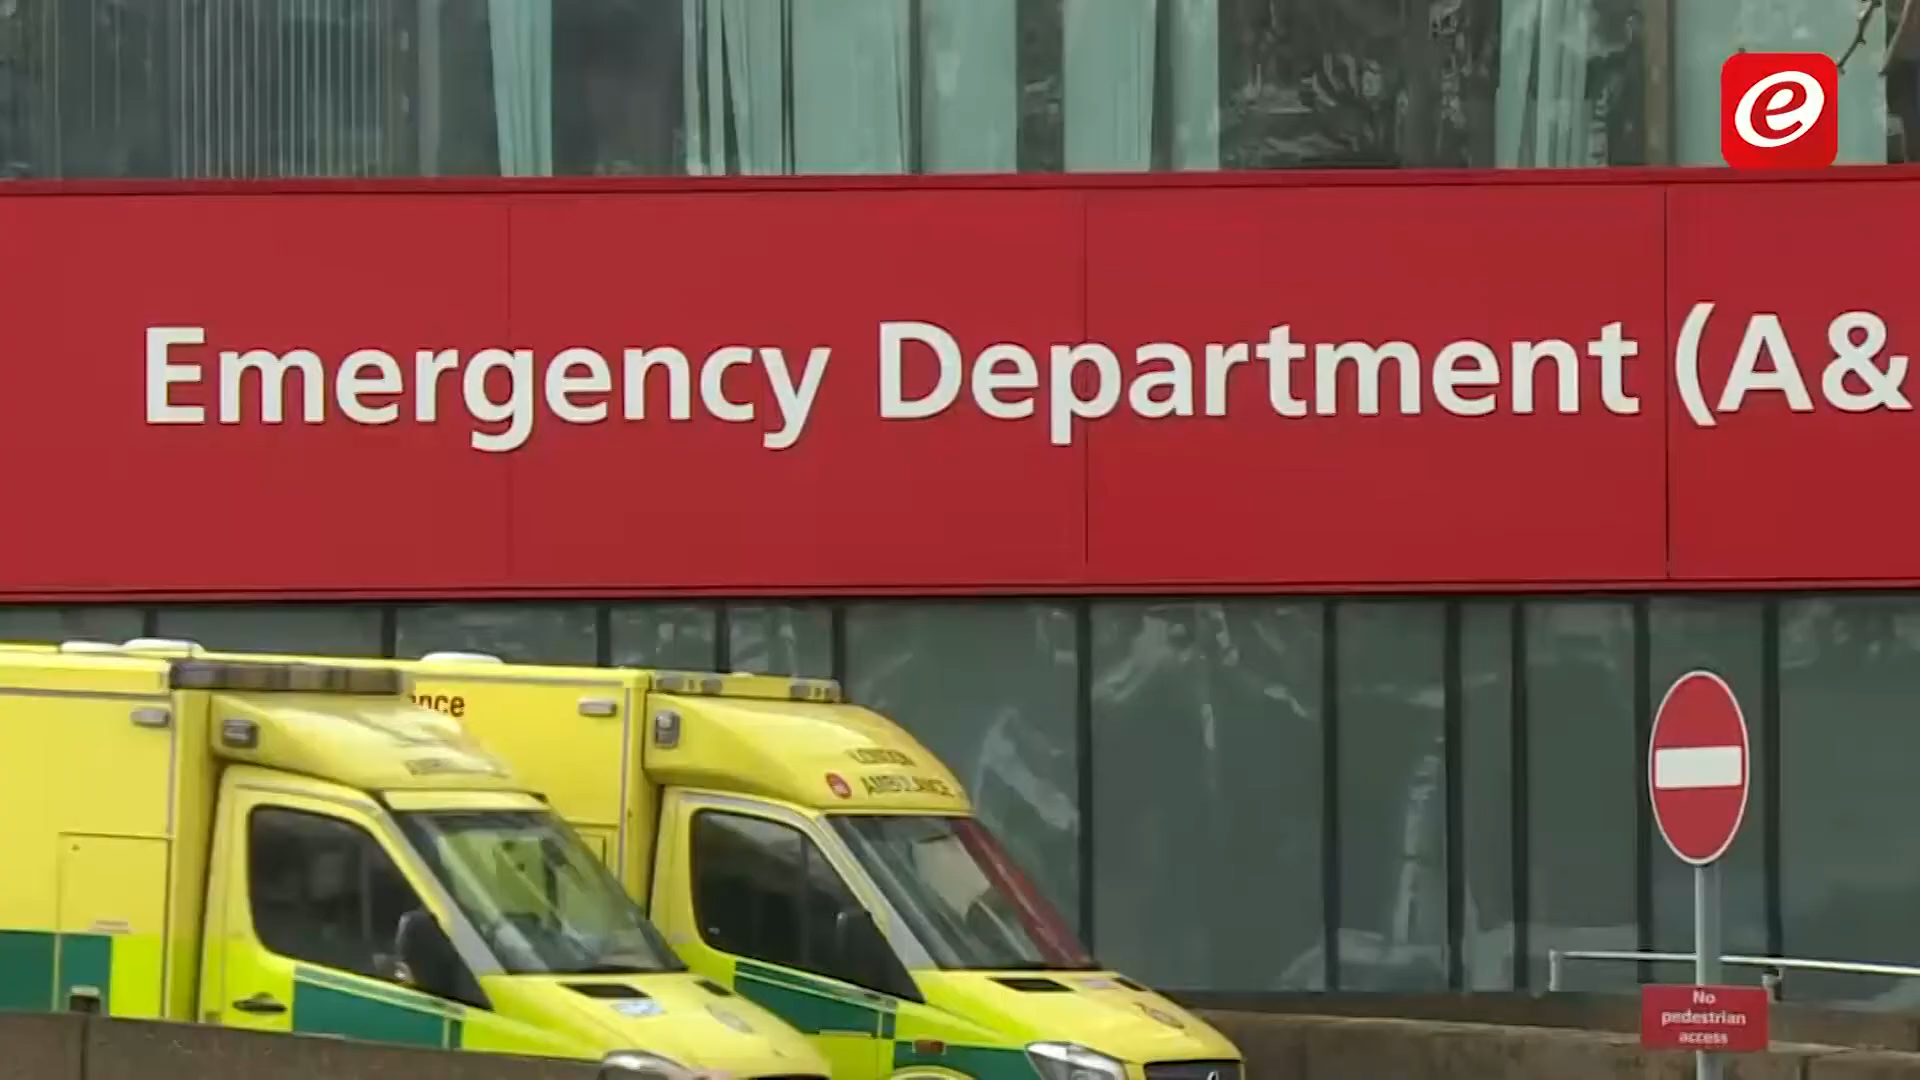 Emergency Department (A&
ance
LONDON
AMBULANCE
No
pedestrian
access